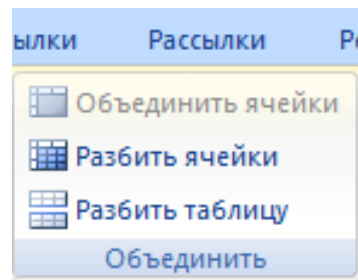 ылки Рассылки Р
Объединить ячейки
Разбить ячейки
Разбить таблицу
Объединить